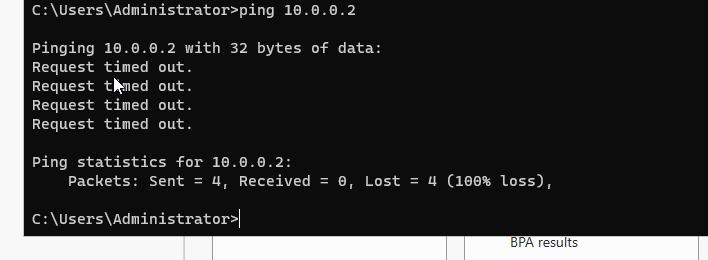 C:\Users\Administrator>ping 10.0.0.2
Pinging 10.0.0.2 with 32 bytes of data:
Request timed out.
Request timed out.
Request timed out.
Request timed out.
Ping statistics for 10.0.0.2:
    Packets: Sent = 4, Received = 0, Lost = 4 (100% loss),
C:\Users\Administrator>
BPA results